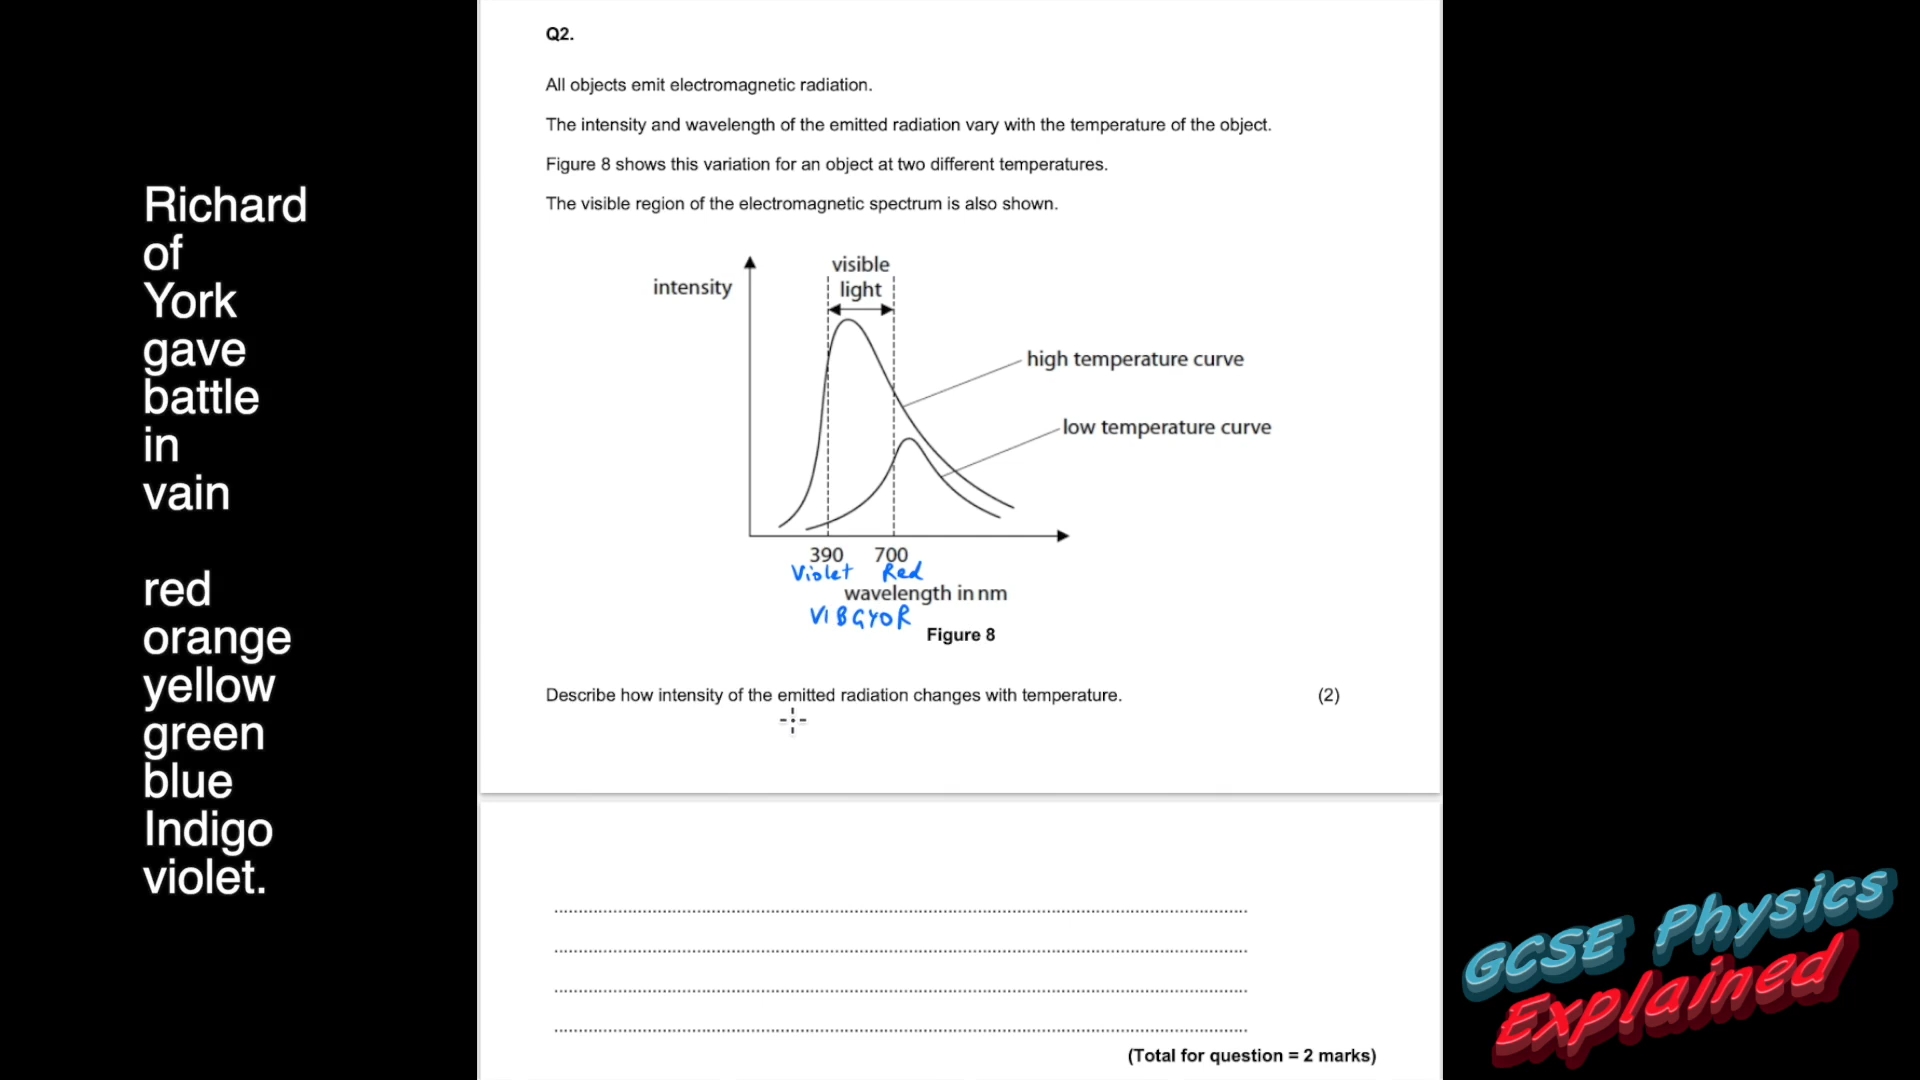 Richard
of
York
gave
battle
in
vain
red
orange
yellow
green
blue
Indigo
violet.
Q2.
All objects emit electromagnetic radiation.
The intensity and wavelength of the emitted radiation vary with the temperature of the object.
Figure 8 shows this variation for an object at two different temperatures.
The visible region of the electromagnetic spectrum is also shown.
visible
light
intensity
high temperature curve
low temperature curve
390 700
Violet Red
wavelength in nm
VIBGYOR
Figure 8
Describe how intensity of the emitted radiation changes with temperature. (2)
(Total for question = 2 marks)
GCSE Physics
Explained